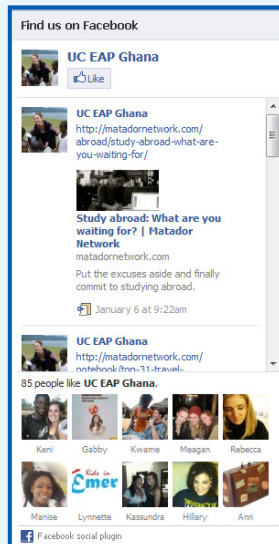 Find us on Facebook
UC EAP Ghana
Like
UC EAP Ghana
http://matadornetwork.com/
abroad/study-abroad-what-are-
you-waiting-for/
Study abroad: What are you
waiting for? | Matador
Network
matadornetwork.com
Put the excuses aside and finally
commit to studying abroad.
January 6 at 9:22am
UC EAP Ghana
http://matadornetwork.com/
notebook/top-31-travel-
85 people like UC EAP Ghana.
Keni Gabby Kwame Meagan Rebecca
Kids in
Emer
Manise Lynnette Kassundra Hillary Ann
Facebook social plugin